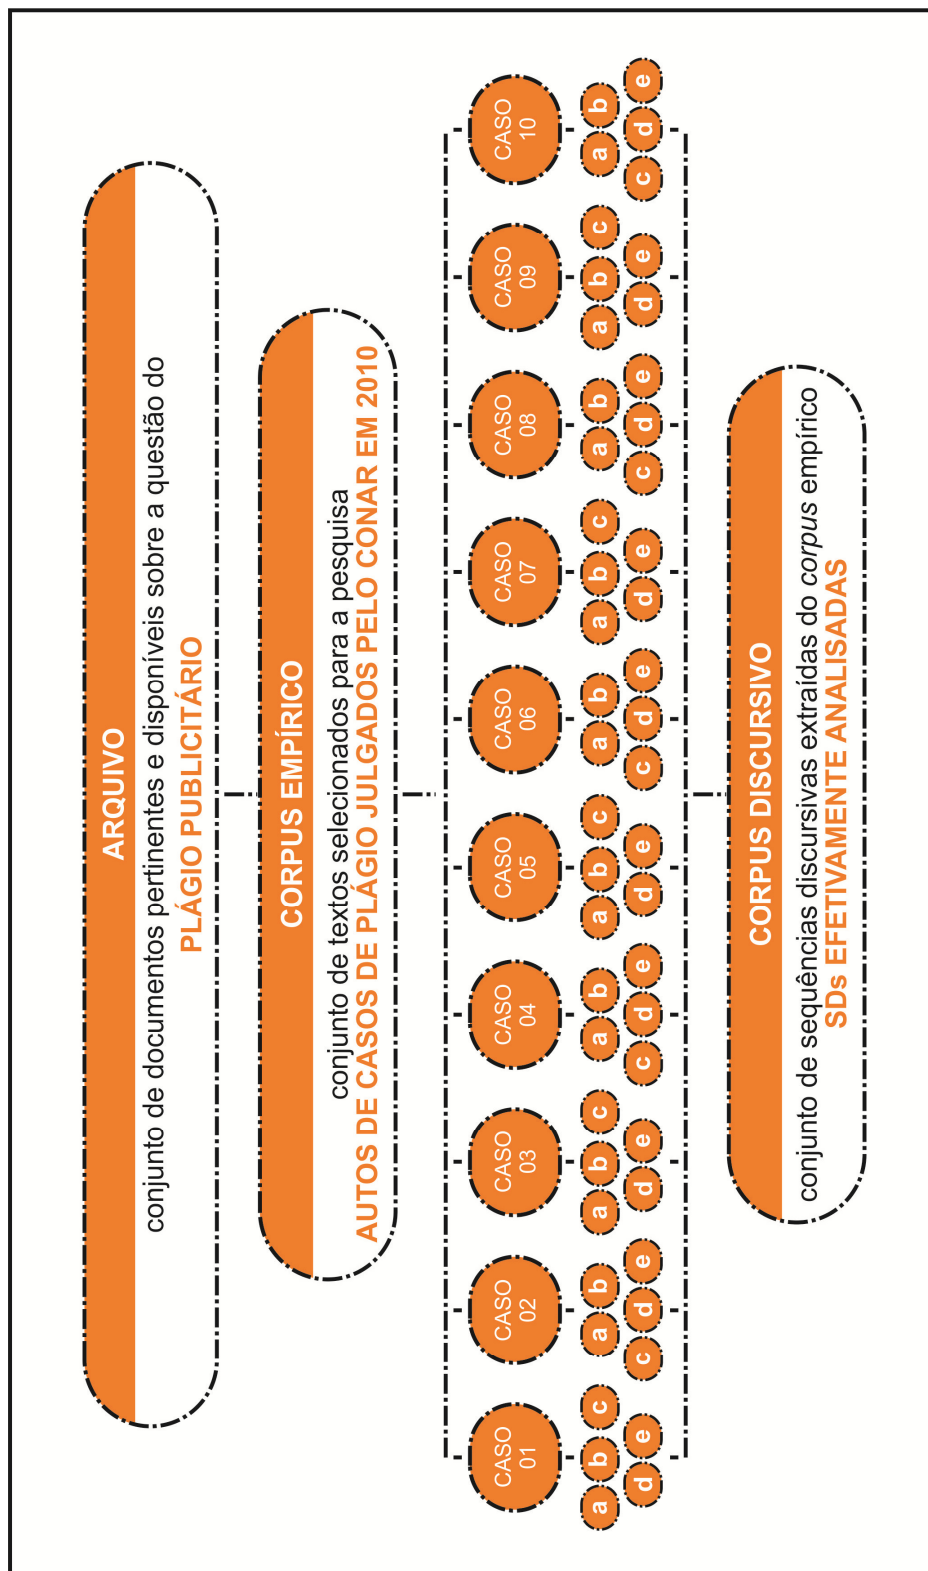 ARQUIVO
conjunto de documentos pertinentes e disponíveis sobre a questão do
PLÁGIO PUBLICITÁRIO
CORPUS EMPÍRICO
conjunto de textos selecionados para a pesquisa
AUTOS DE CASOS DE PLÁGIO JULGADOS PELO CONAR EM 2010
CASO
01
a b c
d e
CASO
02
a b
c d e
CASO
03
a b c
d e
CASO
04
a b
c d e
CASO
05
a b c
d e
CASO
06
a b
c d e
CASO
07
a b c
d e
CASO
08
a b
c d e
CASO
09
a b c
d e
CASO
10
a b
c d e
CORPUS DISCURSIVO
conjunto de sequências discursivas extraidas do corpus empírico
SDs EFETIVAMENTE ANALISADAS